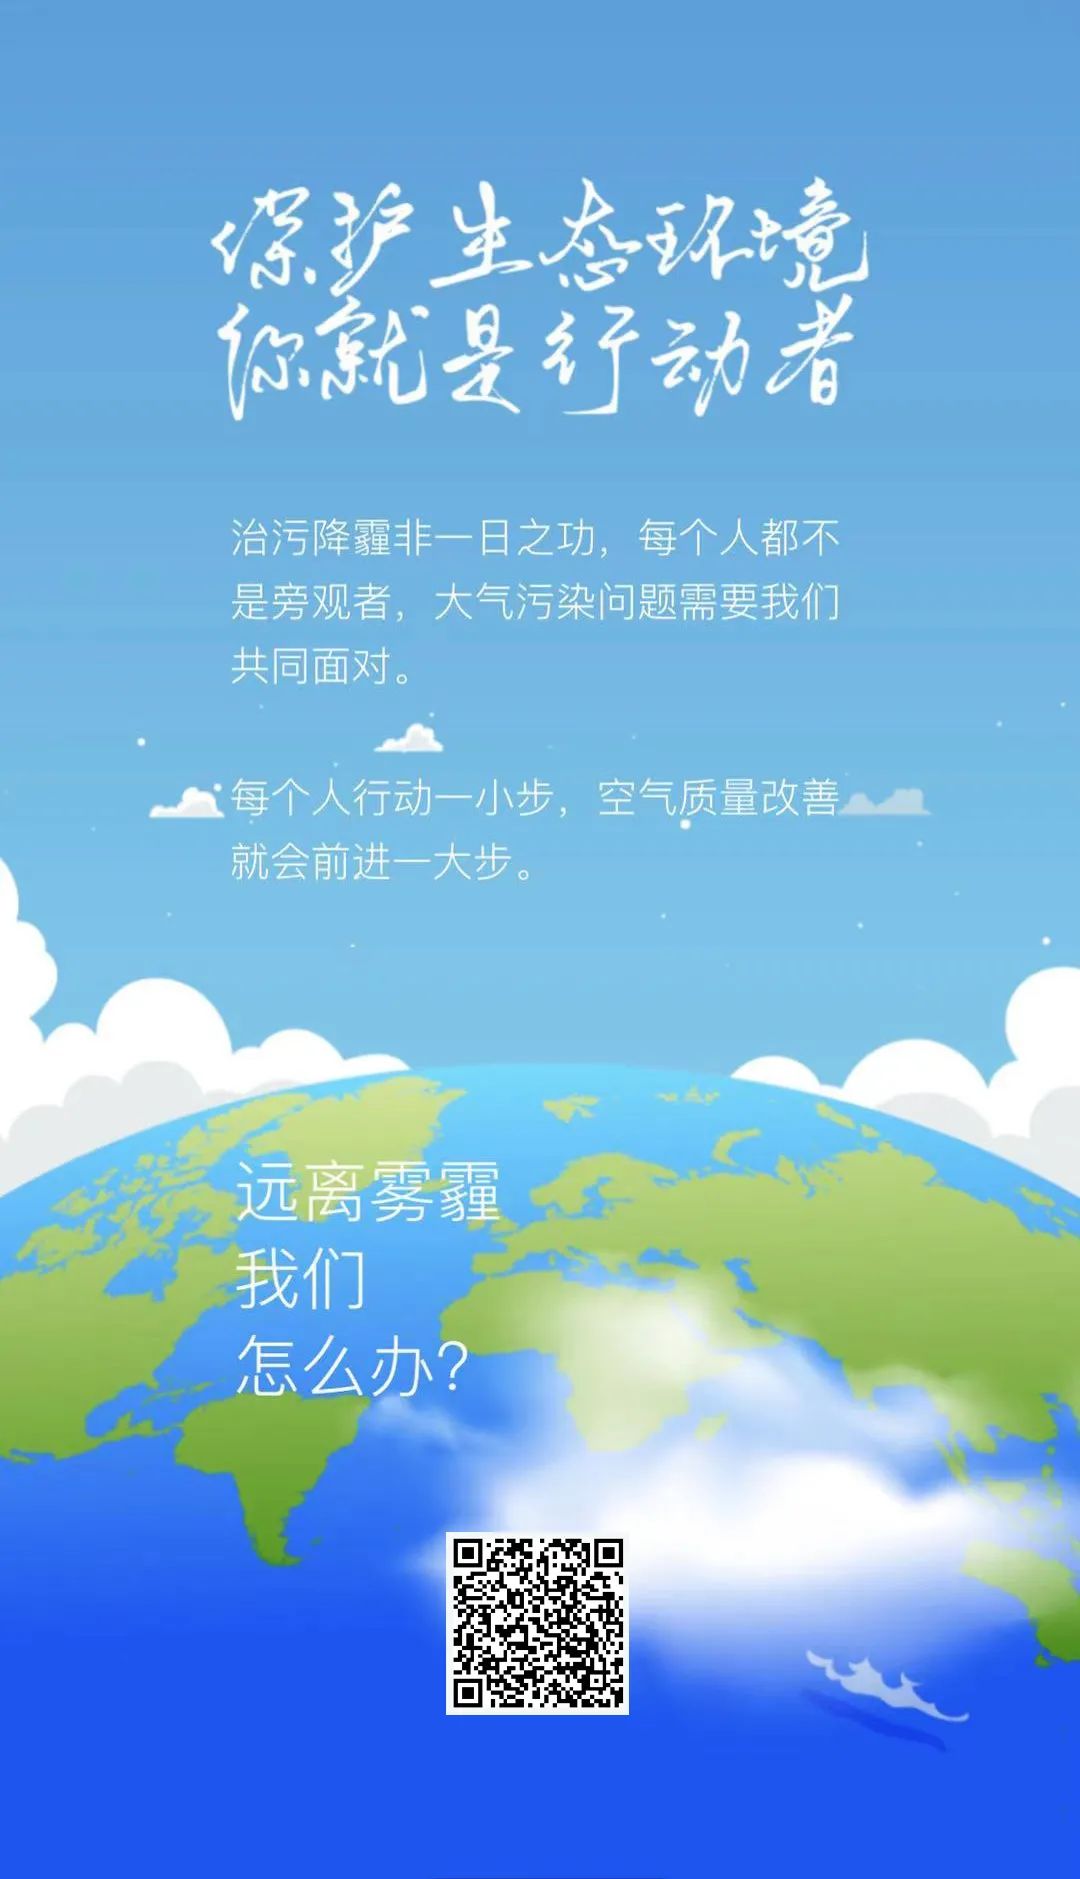 保护生态环境
你就是行动者
治污降霾非一日之功，每个人都不
是旁观者，大气污染问题需要我们
共同面对。
每个人行动一小步，空气质量改善
就会前进一大步。
远离雾霾
我们
怎么办？